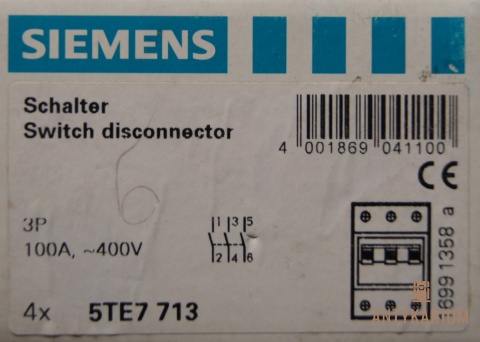 SIEMENS
Schalter
Switch disconnector
4 001869 041100
CE
3P
100A, ~400V
1 3 5
2 4 6
4x 5TE7 713
6991358 a
ANTYKARIUM